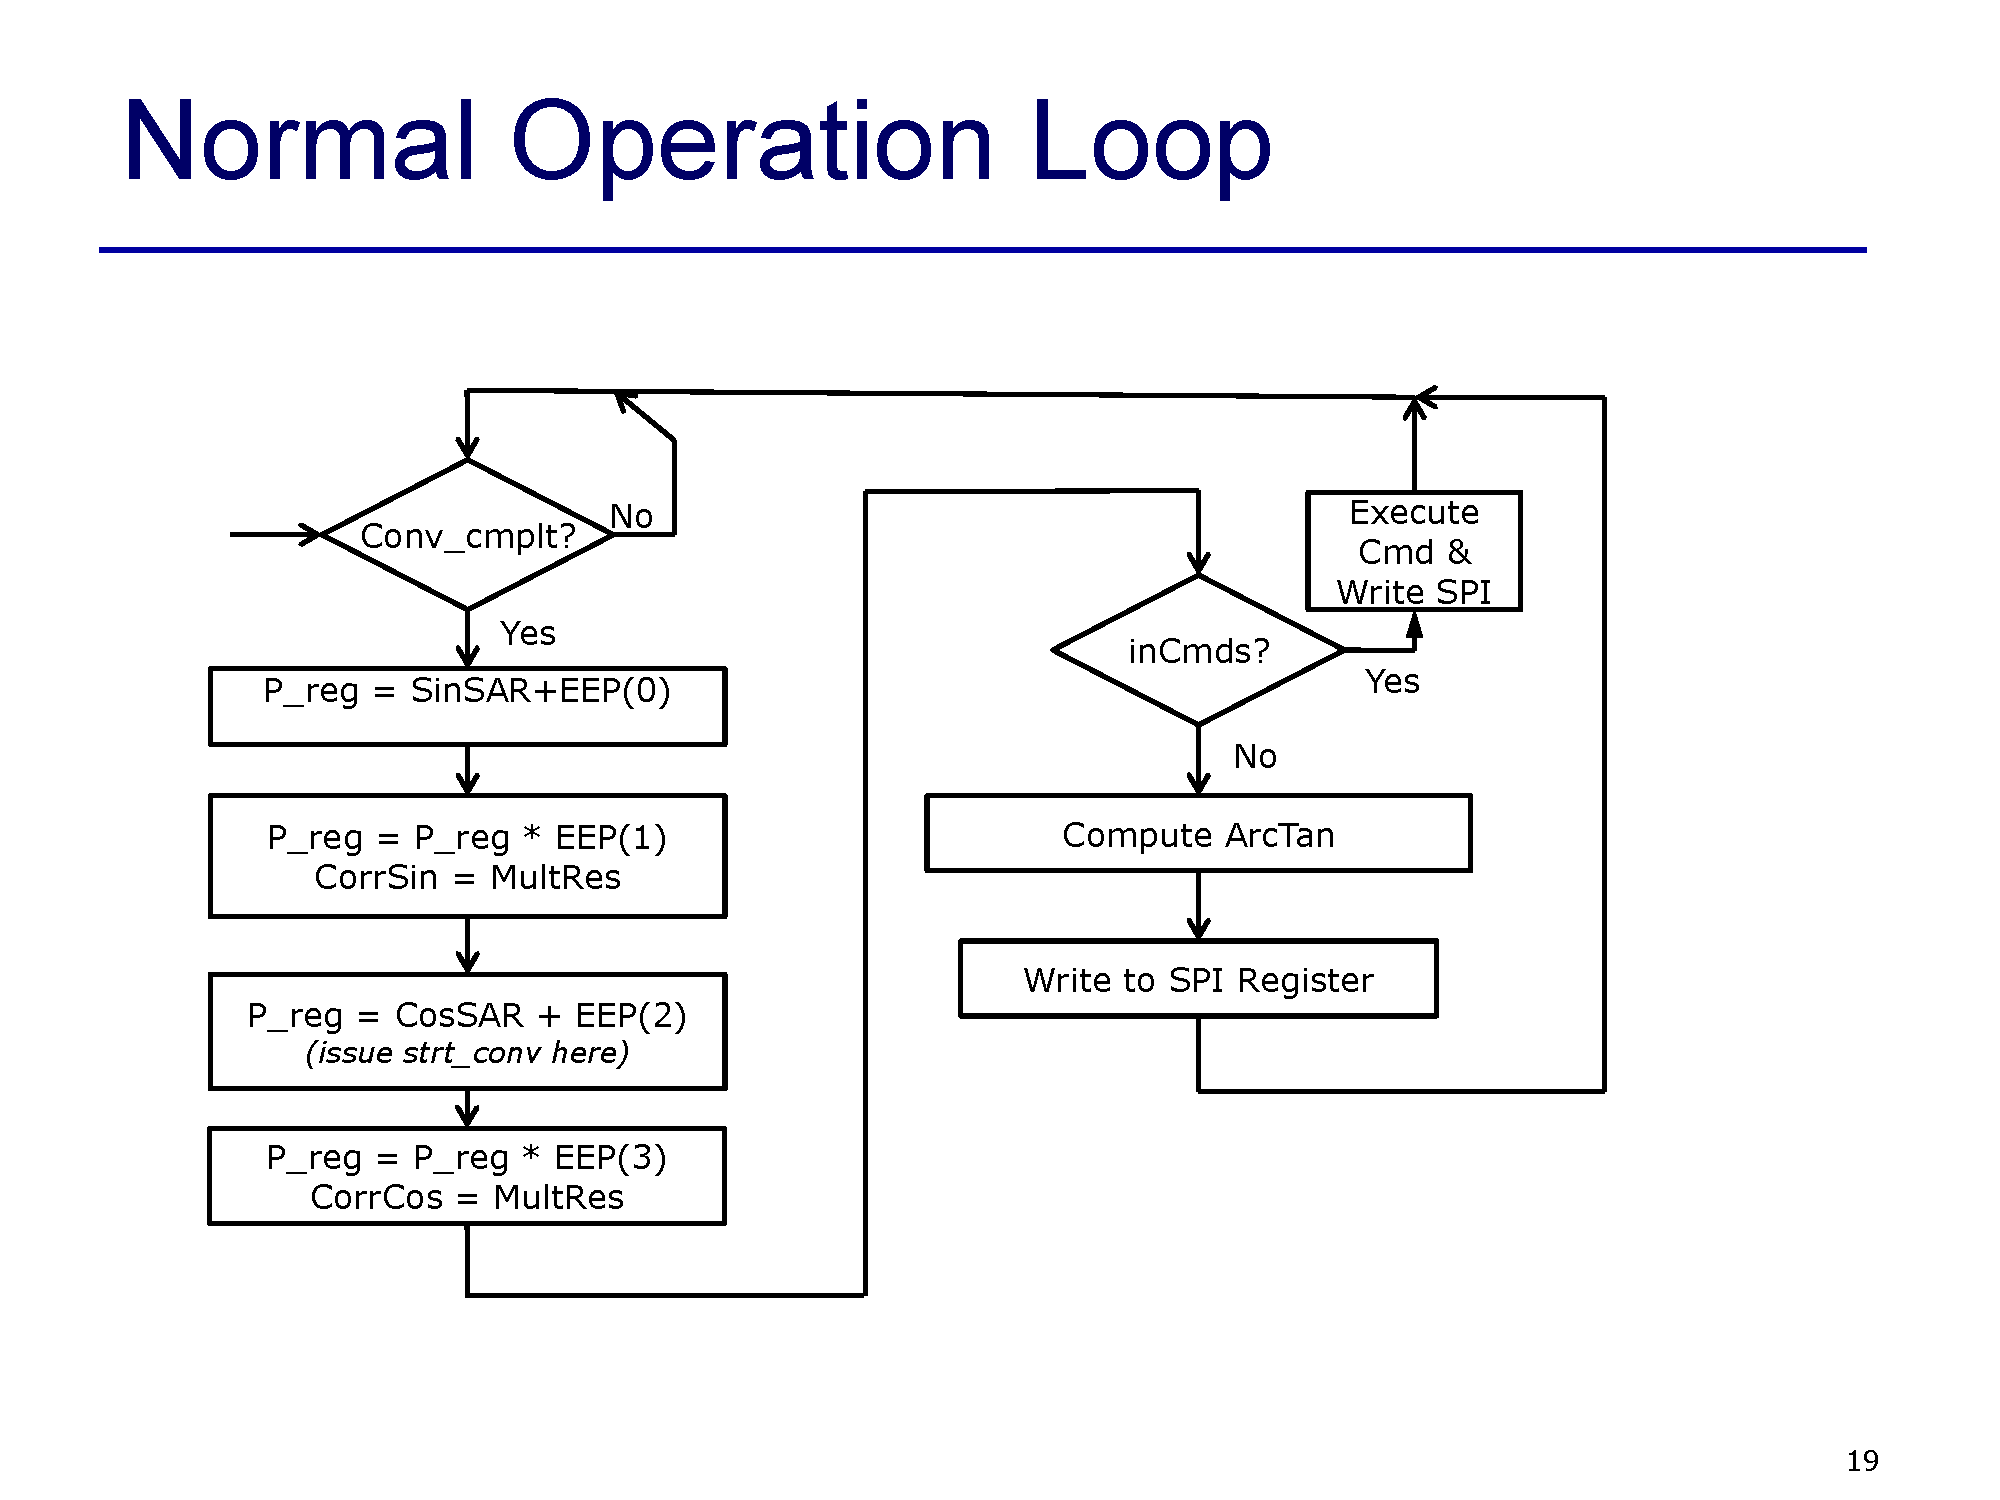 Normal Operation Loop
Conv_cmplt?
No
Yes
P_reg = SinSAR+EEP(0)
P_reg = P_reg * EEP(1)
CorrSin = MultRes
P_reg = CosSAR + EEP(2)
(issue strt_conv here)
P_reg = P_reg * EEP(3)
CorrCos = MultRes
inCmds?
Yes
Execute
Cmd &
Write SPI
No
Compute ArcTan
Write to SPI Register
19